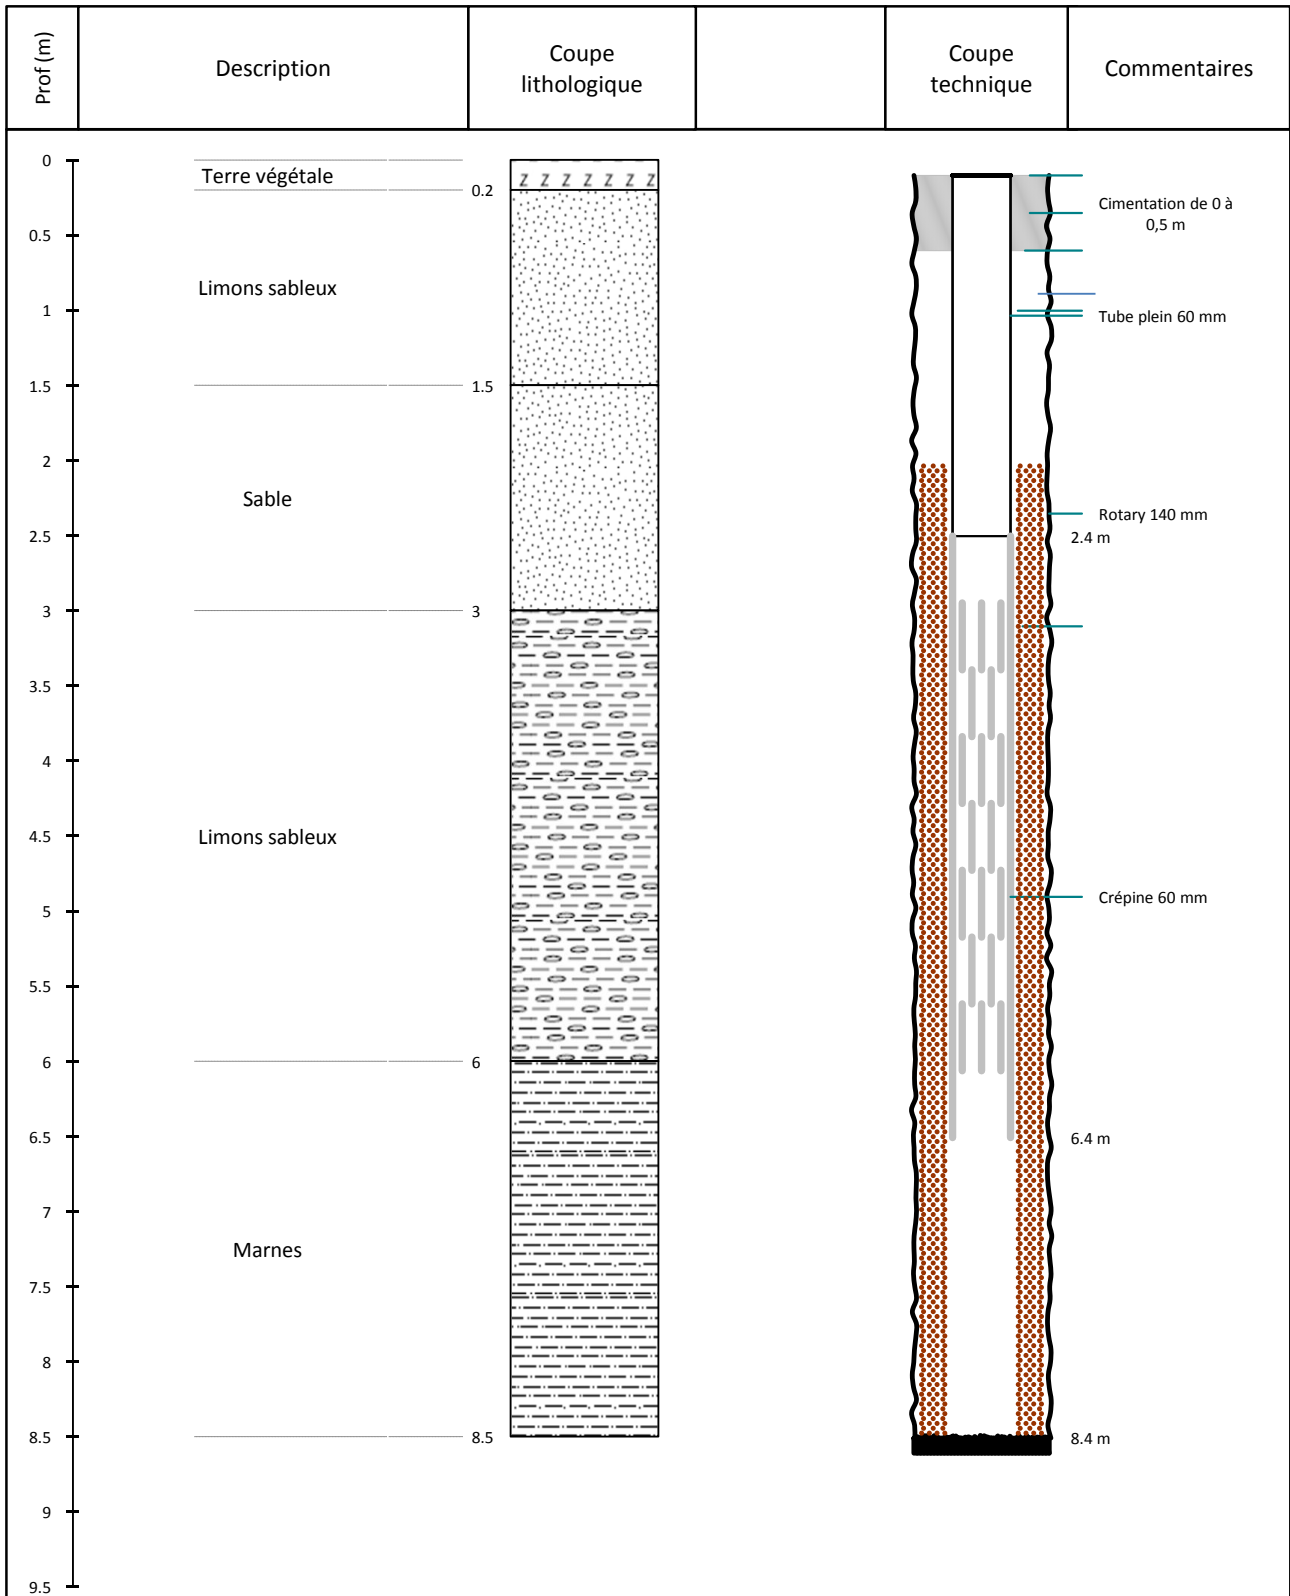 Prof (m)
Description
Coupe
lithologique
Coupe
technique
Commentaires
0
Terre végétale
Z Z Z Z Z Z Z
0.2
Cimentation de 0 à
0,5 m
0.5
Limons sableux
1
Tube plein 60 mm
1.5
1.5
2
Sable
Rotary 140 mm
2.5
2.4 m
3
3
3.5
4
4.5
Limons sableux
5
Crépine 60 mm
5.5
6
6
6.5
6.4 m
7
Marnes
7.5
8
8.5
8.5
8.4 m
9
9.5